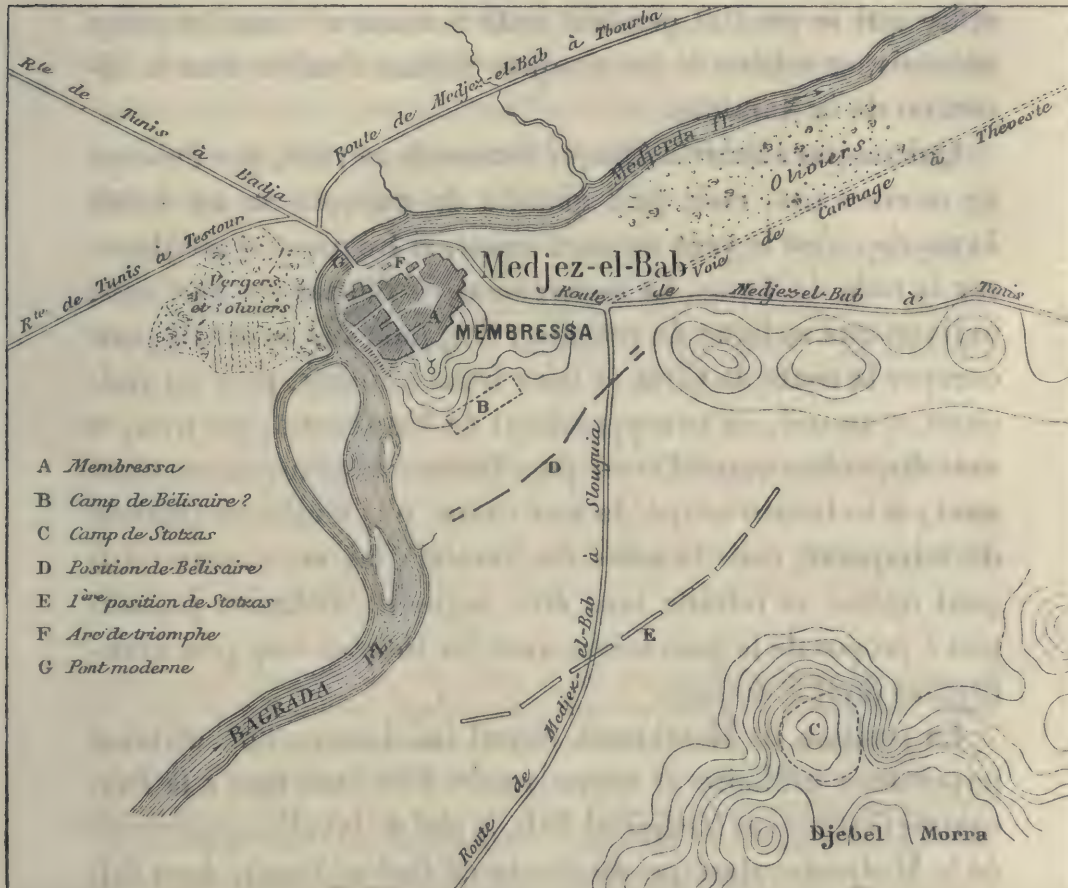 Rte de Tunis à Badja
Route de Medjez-el-Bab à Tbourba
Medjerda fl.
Oliviers
Voie de Carthage à Theveste
Rte de Tunis à Testour
Vergers
et oliviers
G
F
Medjez-el-Bab
Route de Medjez-el-Bab à Tunis
A
MEMBRESSA
B
D
A Membressa
B Camp de Bélisaire?
C Camp de Stotzas
D Position de Bélisaire
E 1ère position de Stotzas
F Arc de triomphe
G Pont moderne
Route de Medjez-el-Bab à Slouquia
E
BAGRADA FL.
C
Djebel Morra